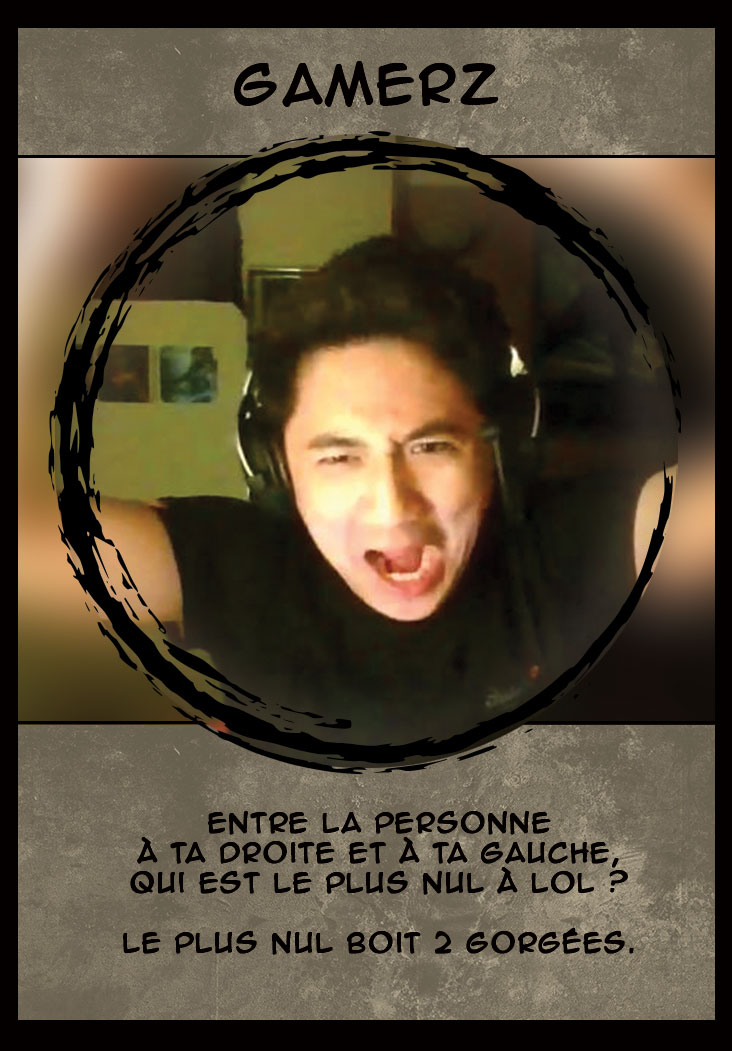 GAMERZ
ENTRE LA PERSONNE
À TA DROITE ET À TA GAUCHE,
QUI EST LE PLUS NUL À LOL ?
LE PLUS NUL BOIT 2 GORGÉES.